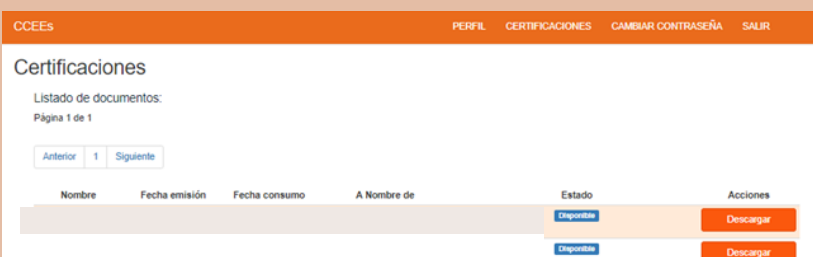 CCEEs PERFIL CERTIFICACIONES CAMBIAR CONTRASEÑA SALIR
Certificaciones
Listado de documentos:
Página 1 de 1
Anterior 1 Siguiente
Nombre Fecha emisión Fecha consumo A Nombre de Estado Acciones
Disponible Descargar
Disponible Descargar